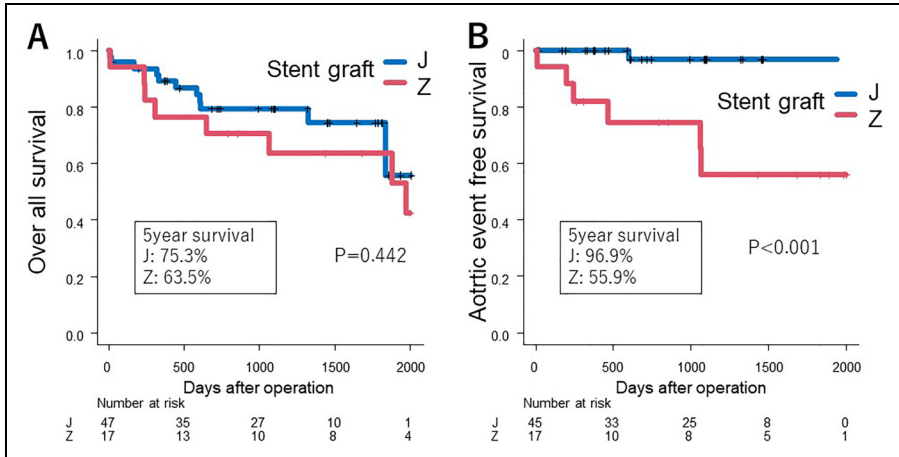 A
Over all survival
1.0
0.8
0.6
0.4
0.2
0.0
Stent graft
J
Z
5year survival
J: 75.3%
Z: 63.5%
P=0.442
0 500 1000 1500 2000
Days after operation
Number at risk
J 47 35 27 10 1
Z 17 13 10 8 4
B
Aotrtic event free survival
0
0.8
0.6
0.4
0.2
0.0
Stent graft
J
Z
5year survival
J: 96.9%
Z: 55.9%
P<0.001
0 500 1000 1500 2000
Days after operation
Number at risk
J 45 33 25 8 0
Z 17 10 8 5 1